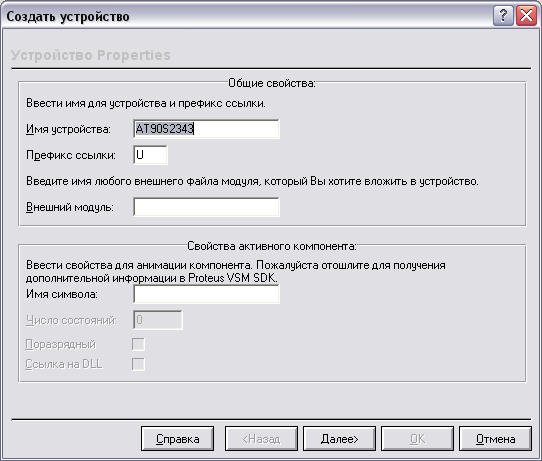 Создать устройство
Устройство Properties
Общие свойства:
Ввести имя для устройства и префикс ссылки.
Имя устройства: AT90S2343
Префикс ссылки: U
Введите имя любого внешнего файла модуля, который Вы хотите вложить в устройство.
Внешний модуль:
Свойства активного компонента:
Ввести свойства для анимации компонента. Пожалуйста отошлите для получения
дополнительной информации в Proteus VSM SDK.
Имя символа:
Число состояний: 0
Поразрядный
Ссылка на DLL
Справка <Назад Далее> OK Отмена